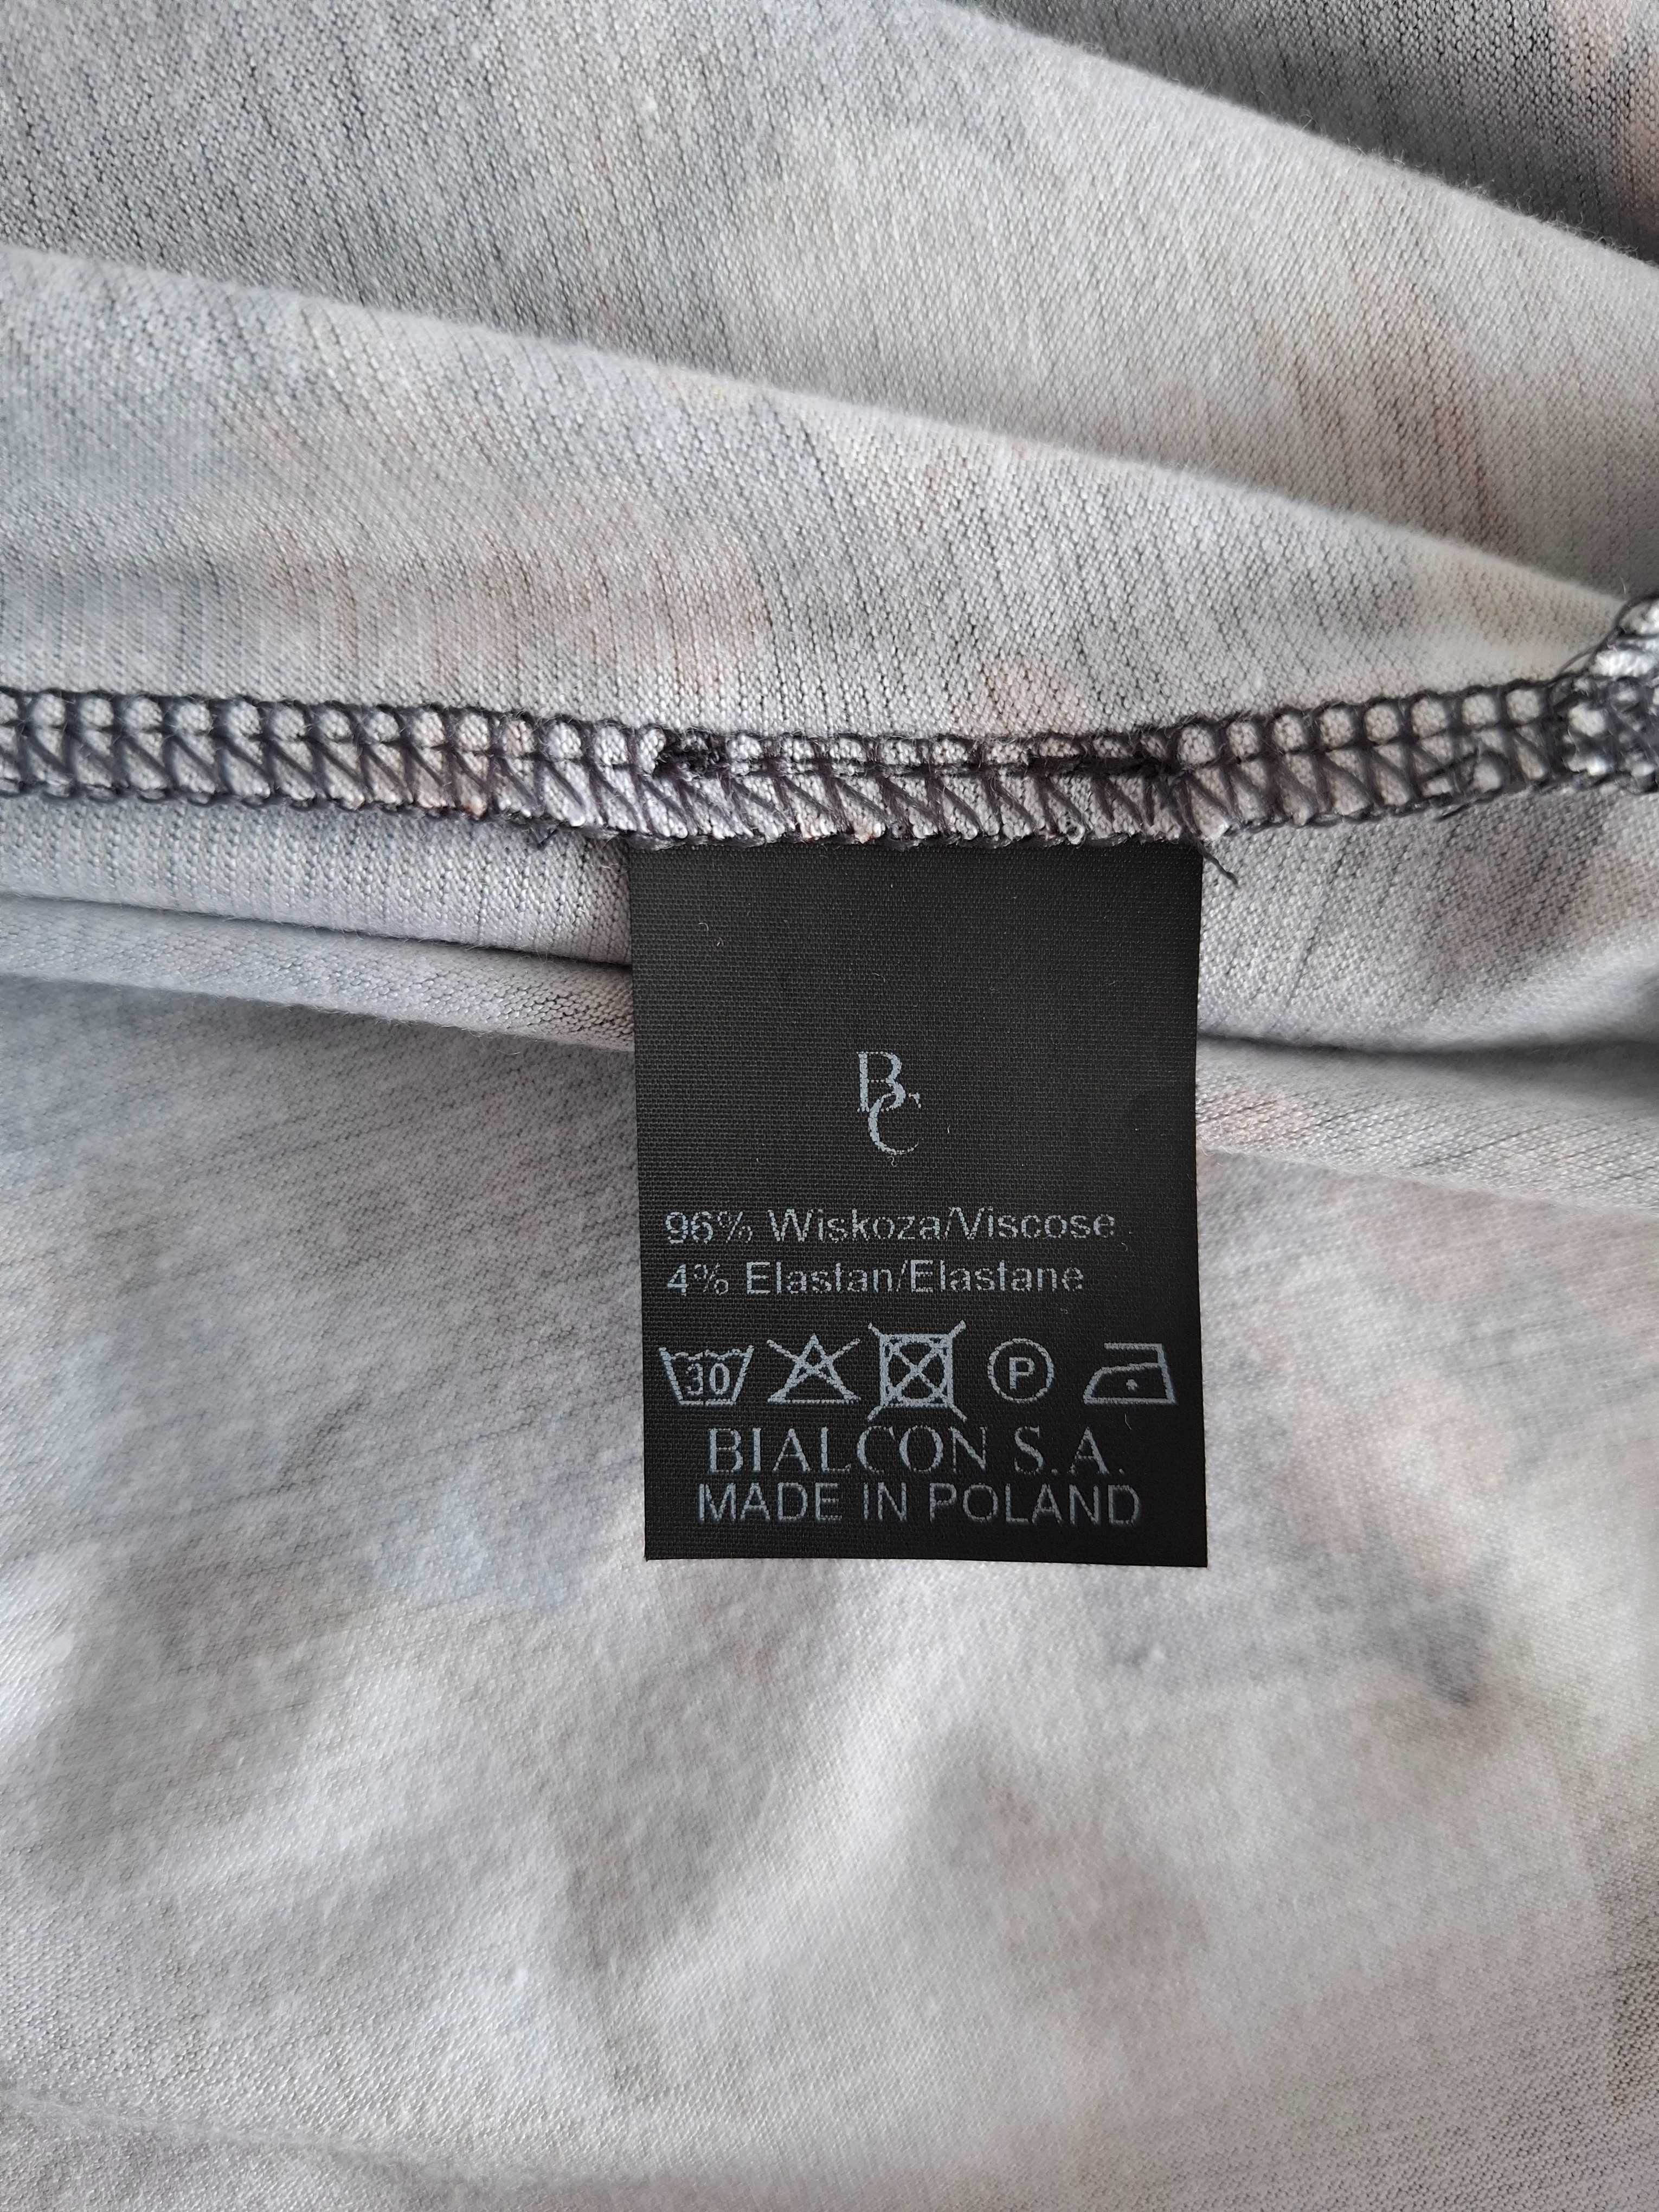 BC
96% Wiskoza/Viscose
4% Elastan/Elastane
30 P
BIALCON S.A.
MADE IN POLAND